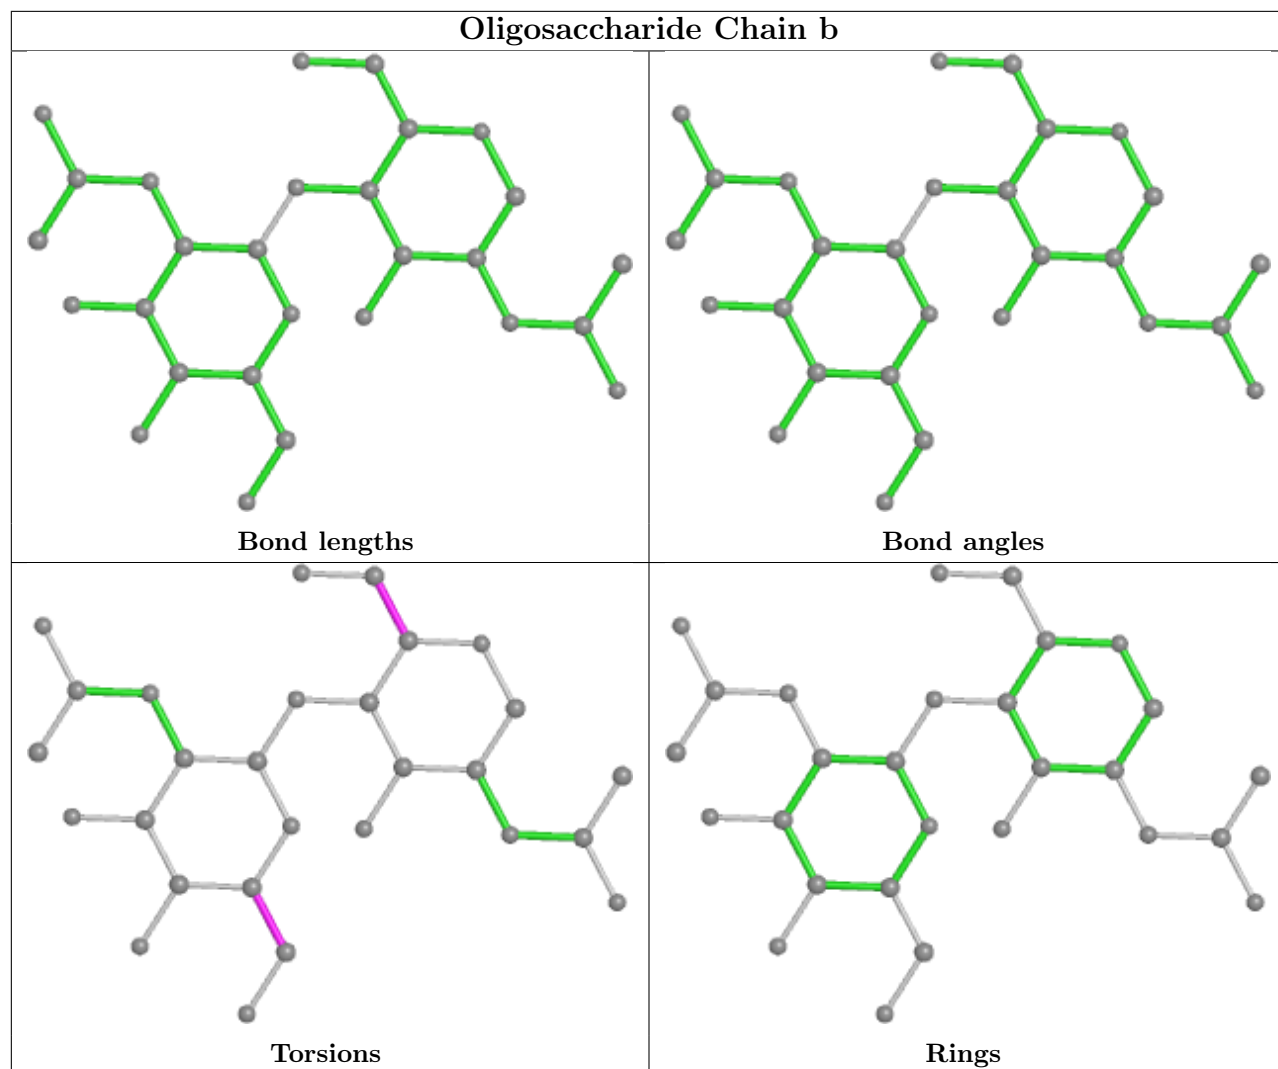 Oligosaccharide Chain b
Bond lengths
Bond angles
Torsions
Rings